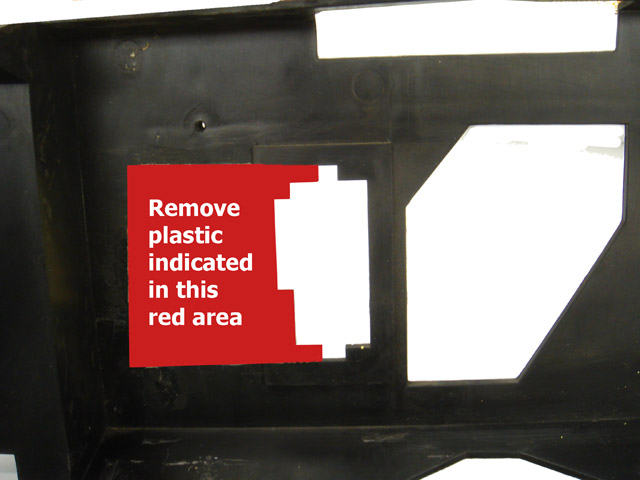 Remove
plastic
indicated
in this
red area